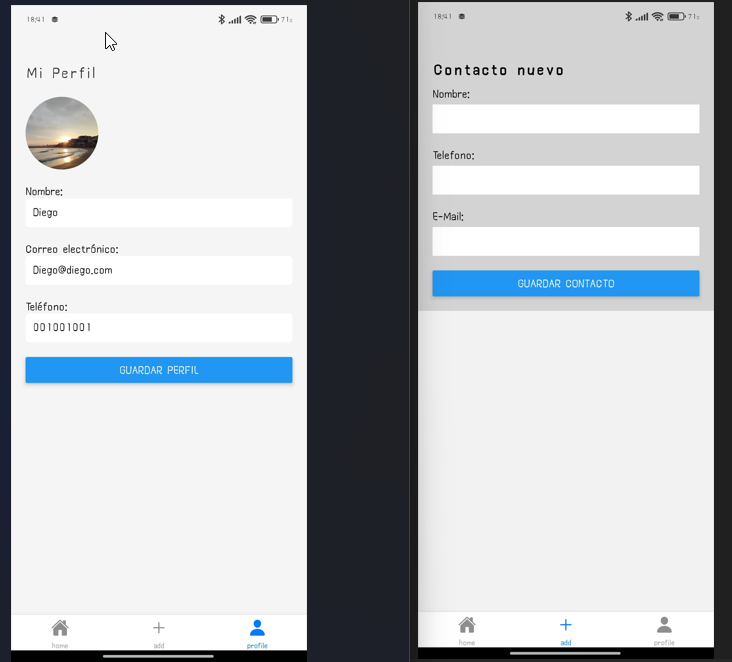 18:41
71%
Mi Perfil
Nombre:
Diego
Correo electrónico:
Diego@diego.com
Teléfono:
001001001
GUARDAR PERFIL
home
add
profile
18:41
71%
Contacto nuevo
Nombre:
Telefono:
E-Mail:
GUARDAR CONTACTO
home
add
profile